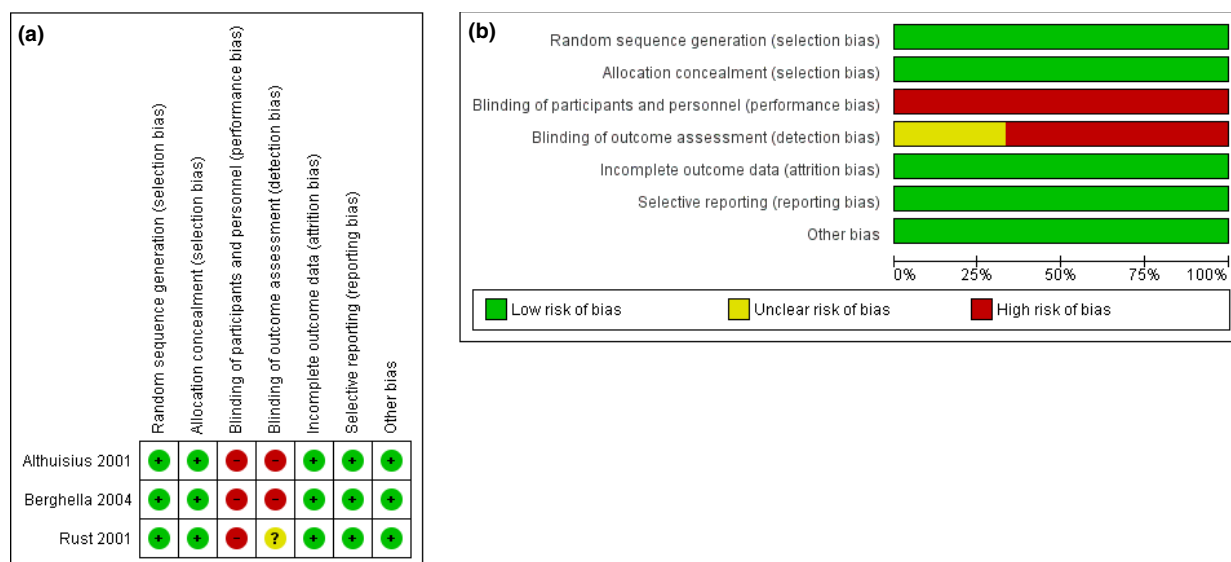 (a)
Random sequence generation (selection bias)
Allocation concealment (selection bias)
Blinding of participants and personnel (performance bias)
Blinding of outcome assessment (detection bias)
Incomplete outcome data (attrition bias)
Selective reporting (reporting bias)
Other bias
Althuisius 2001 + + - - + + +
Berghella 2004 + + - - + + +
Rust 2001 + + - ? + + +
(b)
Random sequence generation (selection bias)
Allocation concealment (selection bias)
Blinding of participants and personnel (performance bias)
Blinding of outcome assessment (detection bias)
Incomplete outcome data (attrition bias)
Selective reporting (reporting bias)
Other bias
0% 25% 50% 75% 100%
Low risk of bias Unclear risk of bias High risk of bias